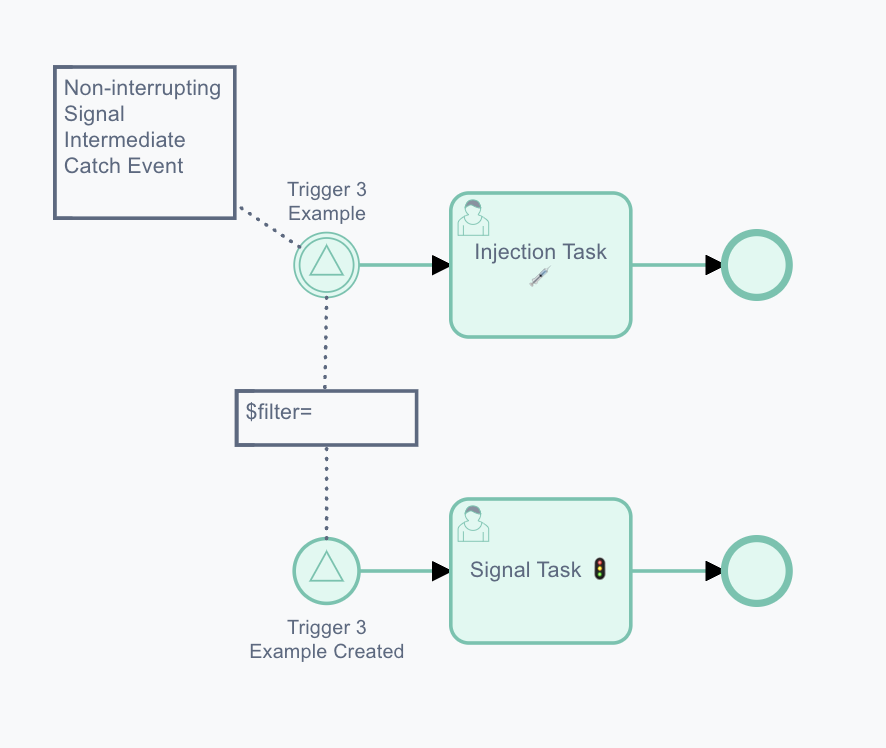 Non-interrupting
Signal
Intermediate
Catch Event
Trigger 3
Example
Injection Task
💉
$filter=
Signal Task 🚦
Trigger 3
Example Created